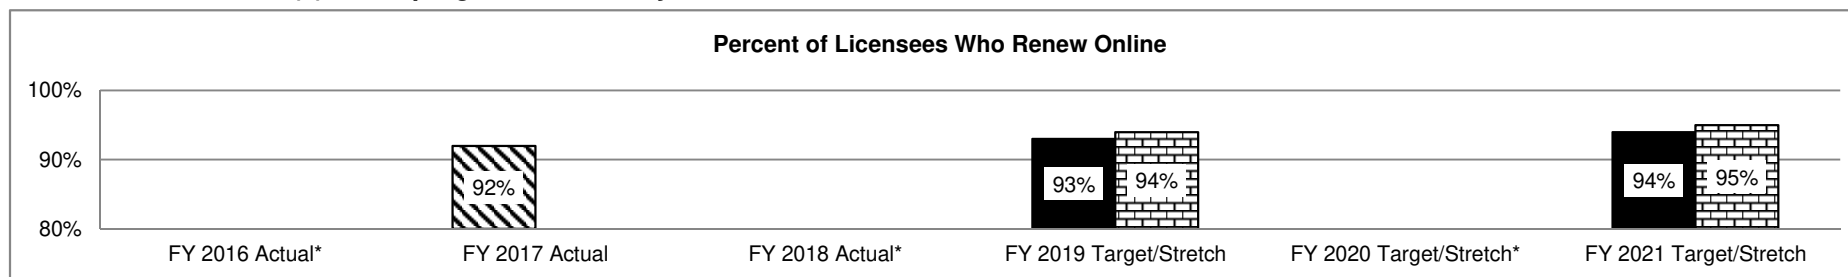 Percent of Licensees Who Renew Online
100%
90%
80%
92%
93%
94%
94%
95%
FY 2016 Actual*
FY 2017 Actual
FY 2018 Actual*
FY 2019 Target/Stretch
FY 2020 Target/Stretch*
FY 2021 Target/Stretch